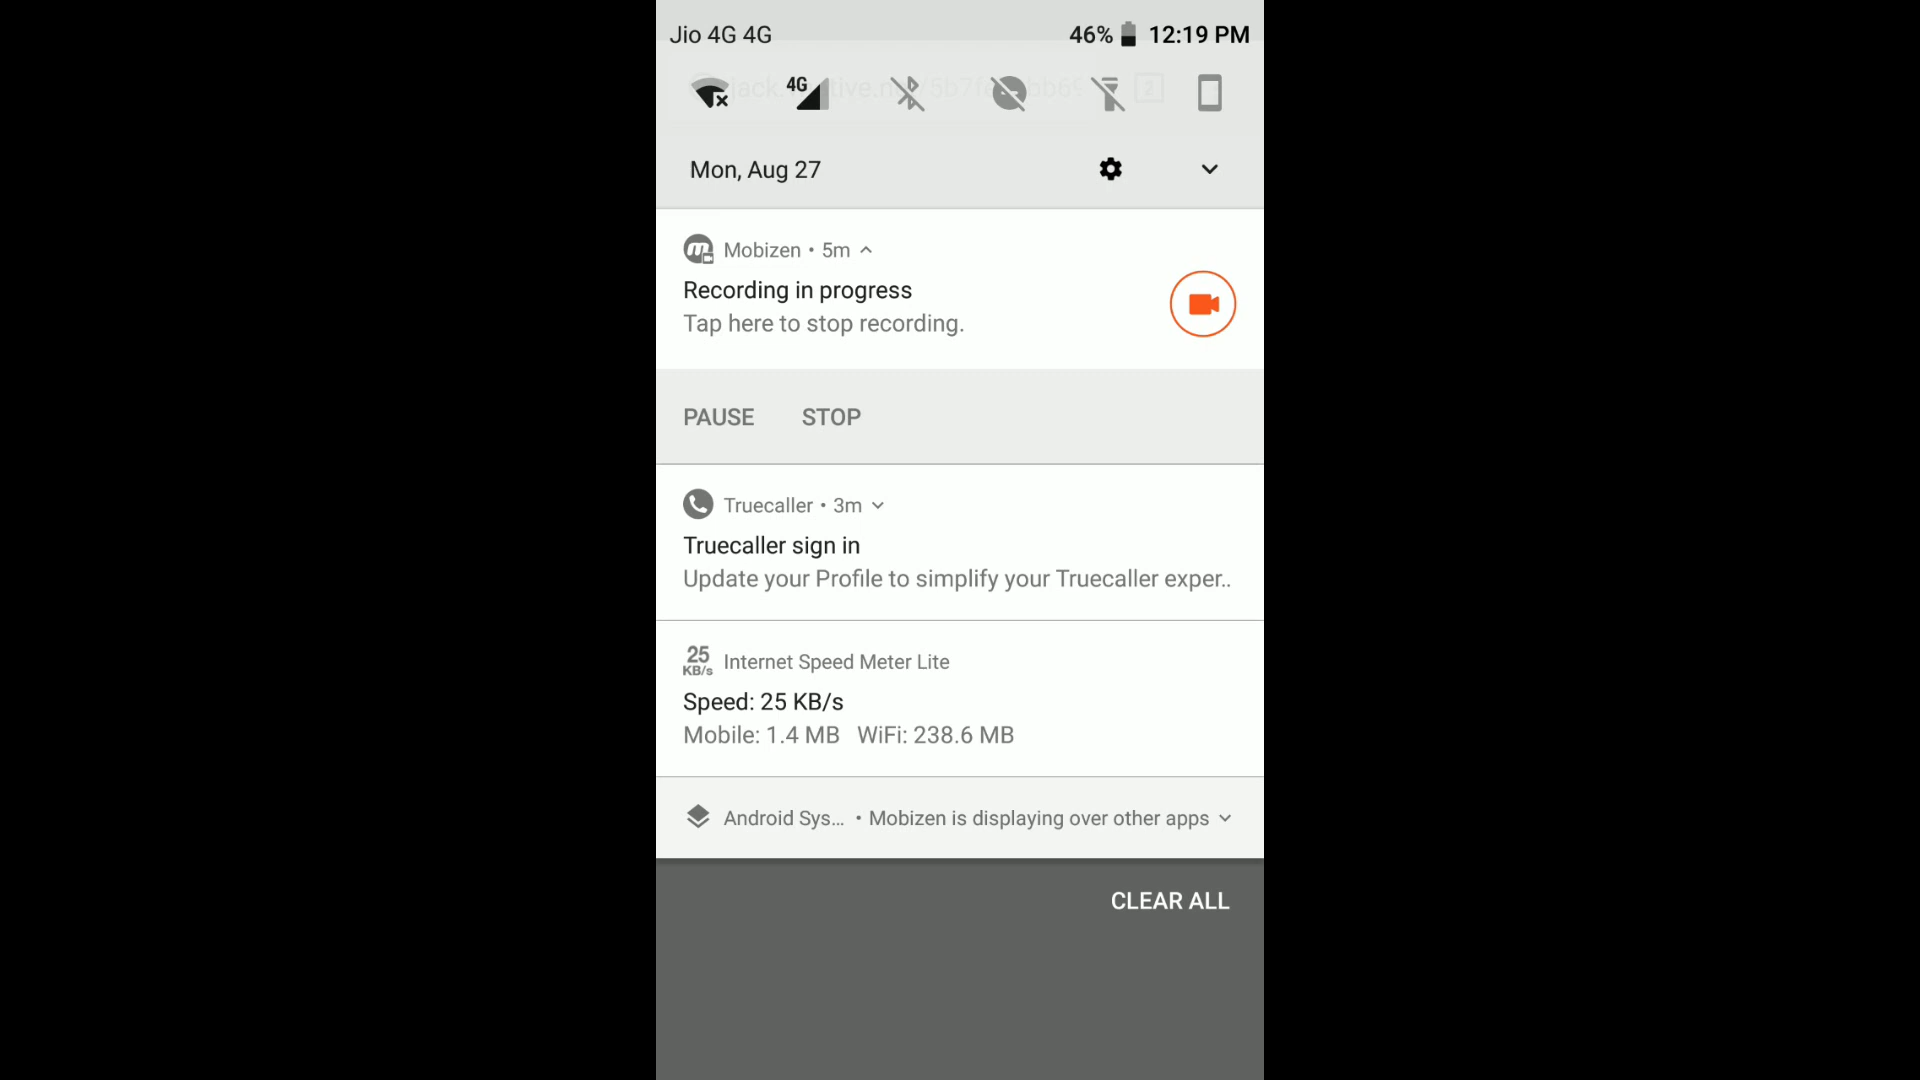 Jio 4G 4G 46% 12:19 PM
4G
Mon, Aug 27
Mobizen • 5m
Recording in progress
Tap here to stop recording.
PAUSE STOP
Truecaller • 3m
Truecaller sign in
Update your Profile to simplify your Truecaller exper..
25
KB/s
Internet Speed Meter Lite
Speed: 25 KB/s
Mobile: 1.4 MB WiFi: 238.6 MB
Android Sys... • Mobizen is displaying over other apps
CLEAR ALL